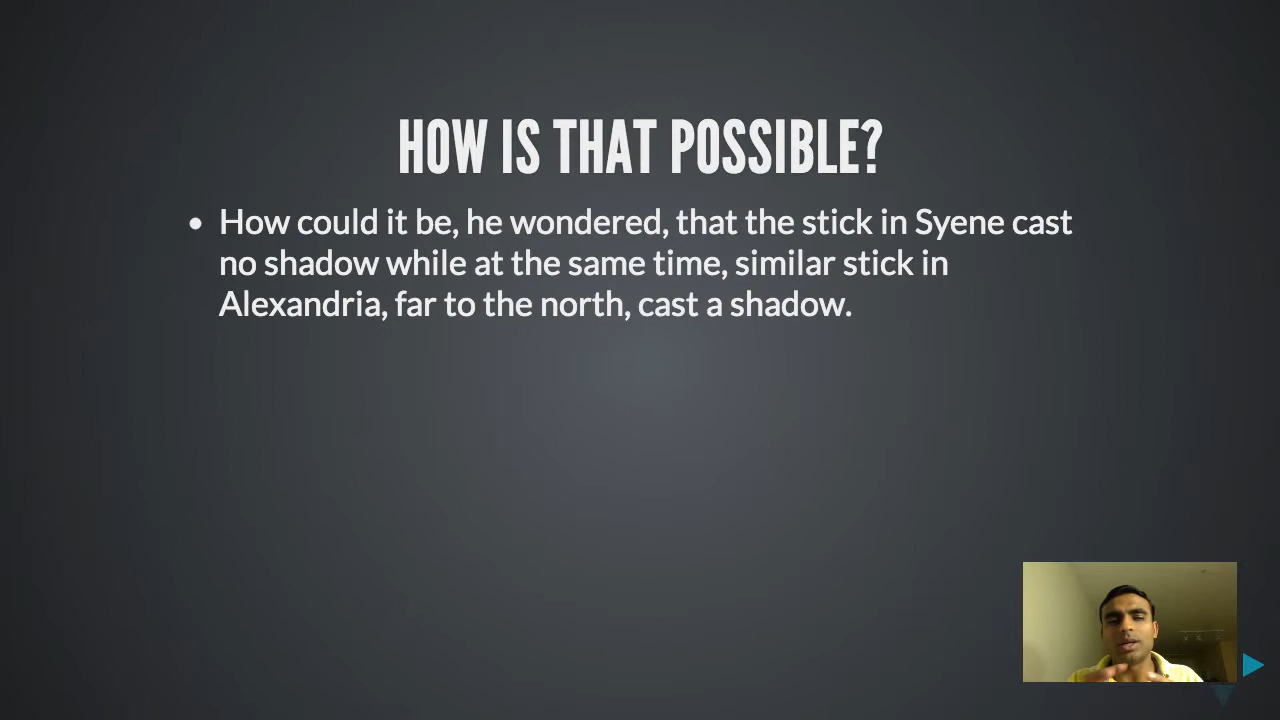 HOW IS THAT POSSIBLE?
• How could it be, he wondered, that the stick in Syene cast
no shadow while at the same time, similar stick in
Alexandria, far to the north, cast a shadow.